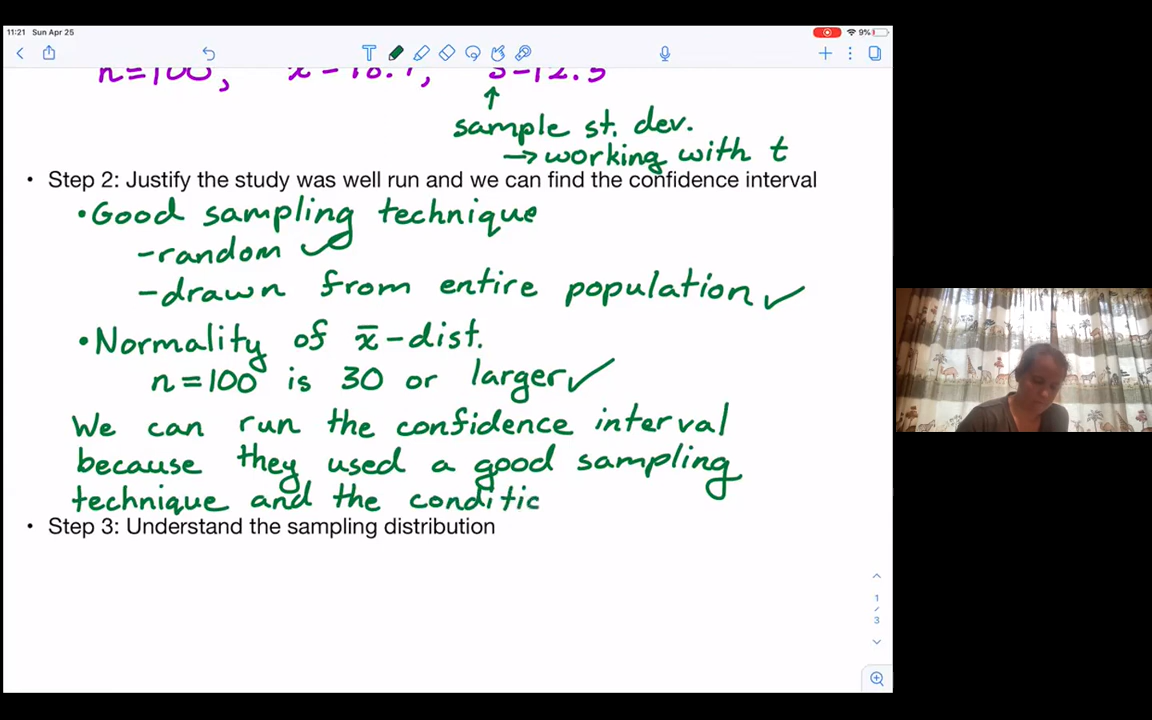 11:21 Sun Apr 25
9%
n=100, s=12.5
sample st. dev.
→working with t
• Step 2: Justify the study was well run and we can find the confidence interval
•Good sampling technique
-random ✓
-drawn from entire population ✓
•Normality of x̄-dist.
n=100 is 30 or larger ✓
We can run the confidence interval
because they used a good sampling
technique and the conditic
• Step 3: Understand the sampling distribution
1
/
3